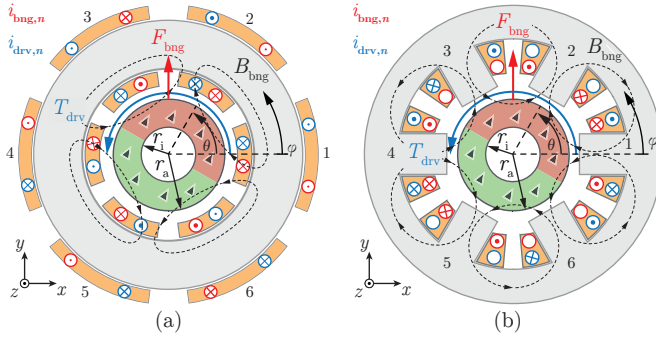 i_bng,n
i_drv,n
3
2
F_bng
B_bng
T_drv
r_i
θ
r_a
φ
4
1
5
6
y
z
x
(a)
i_bng,n
i_drv,n
3
2
F_bng
B_bng
T_drv
r_i
θ
r_a
φ
4
1
5
6
y
z
x
(b)